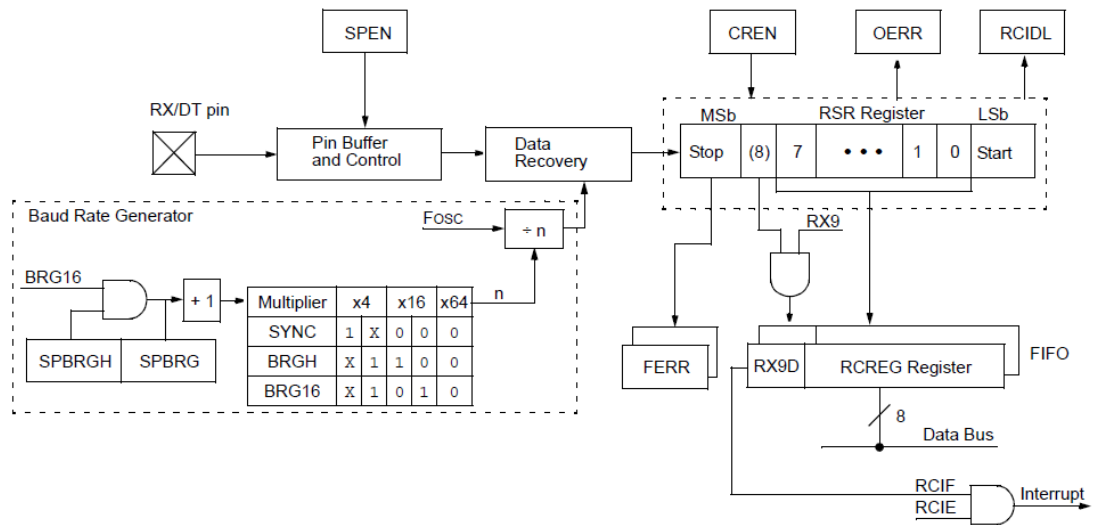 SPEN
CREN
OERR
RCIDL
RX/DT pin
MSb
RSR Register
LSb
Pin Buffer
and Control
Data
Recovery
Stop
(8)
7
• • •
1
0
Start
Baud Rate Generator
FOSC
÷ n
RX9
BRG16
+ 1
n
Multiplier x4 x16 x64
SYNC 1 X 0 0 0
BRGH X 1 1 0 0
BRG16 X 1 0 1 0
SPBRGH
SPBRG
FERR
RX9D
RCREG Register
FIFO
8
Data Bus
RCIF
RCIE
Interrupt